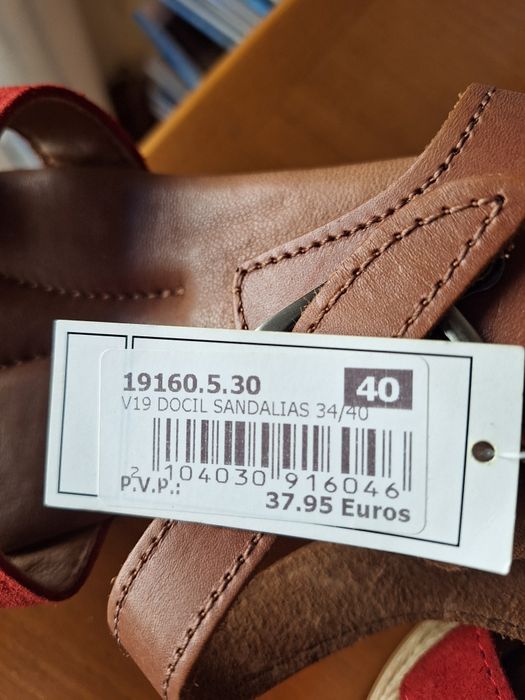 19160.5.30 40
V19 DOCIL SANDALIAS 34/40
2 104030 916046
P.V.P.:
37.95 Euros